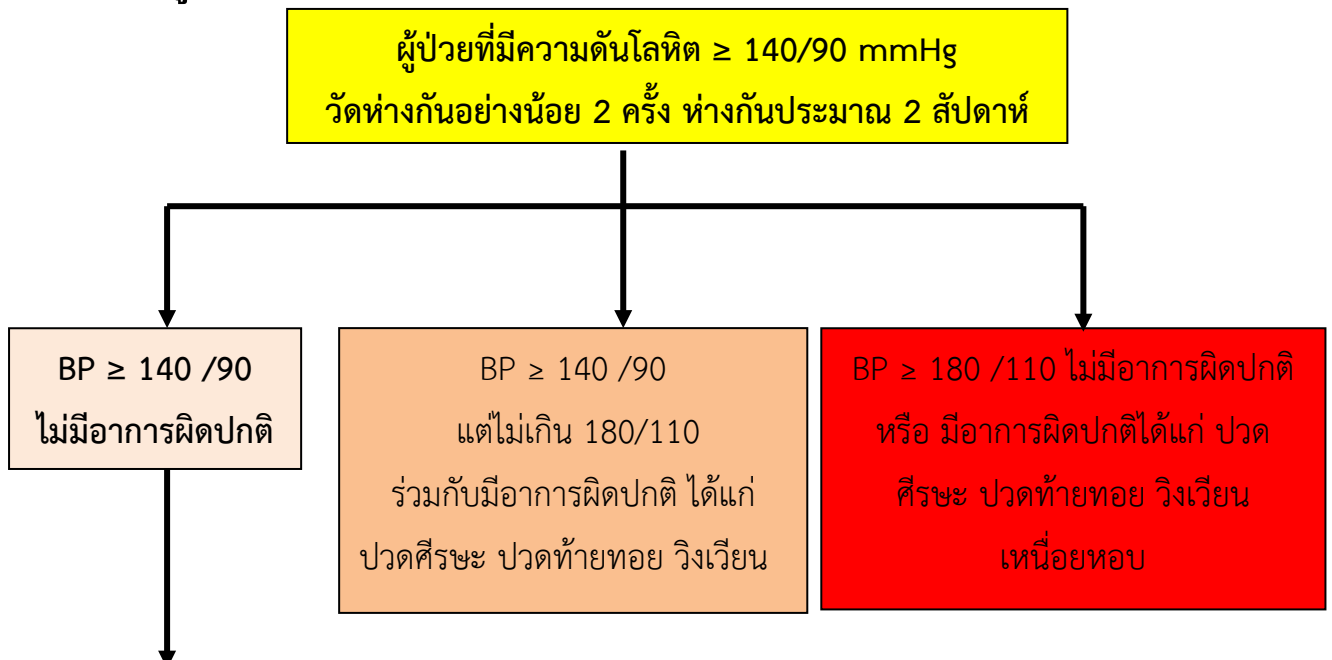 ผู้ป่วยที่มีความดันโลหิต ≥ 140/90 mmHg
วัดห่างกันอย่างน้อย 2 ครั้ง ห่างกันประมาณ 2 สัปดาห์
BP ≥ 140 /90
ไม่มีอาการผิดปกติ
BP ≥ 140 /90
แต่ไม่เกิน 180/110
ร่วมกับมีอาการผิดปกติ ได้แก่
ปวดศีรษะ ปวดท้ายทอย วิงเวียน
BP ≥ 180 /110 ไม่มีอาการผิดปกติ
หรือ มีอาการผิดปกติได้แก่ ปวด
ศีรษะ ปวดท้ายทอย วิงเวียน
เหนื่อยหอบ